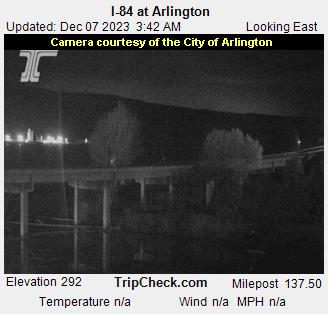 I-84 at Arlington
Updated: Dec 07 2023 3:42 AM Looking East
Camera courtesy of the City of Arlington
Elevation 292 TripCheck.com Milepost 137.50
Temperature n/a Wind n/a MPH n/a